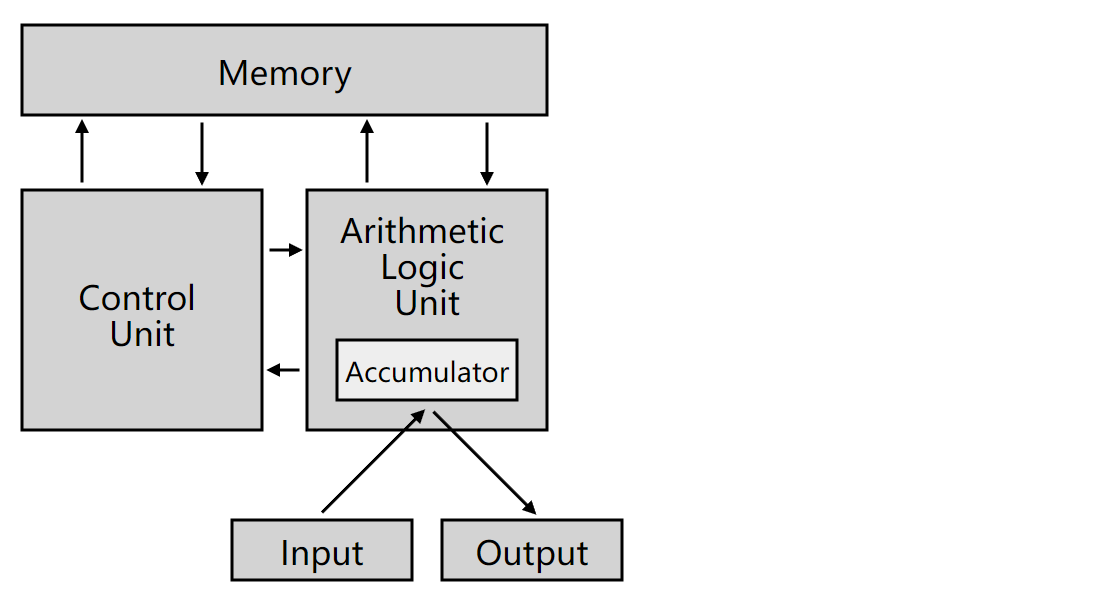 Memory
Control
Unit
Arithmetic
Logic
Unit
Accumulator
Input
Output